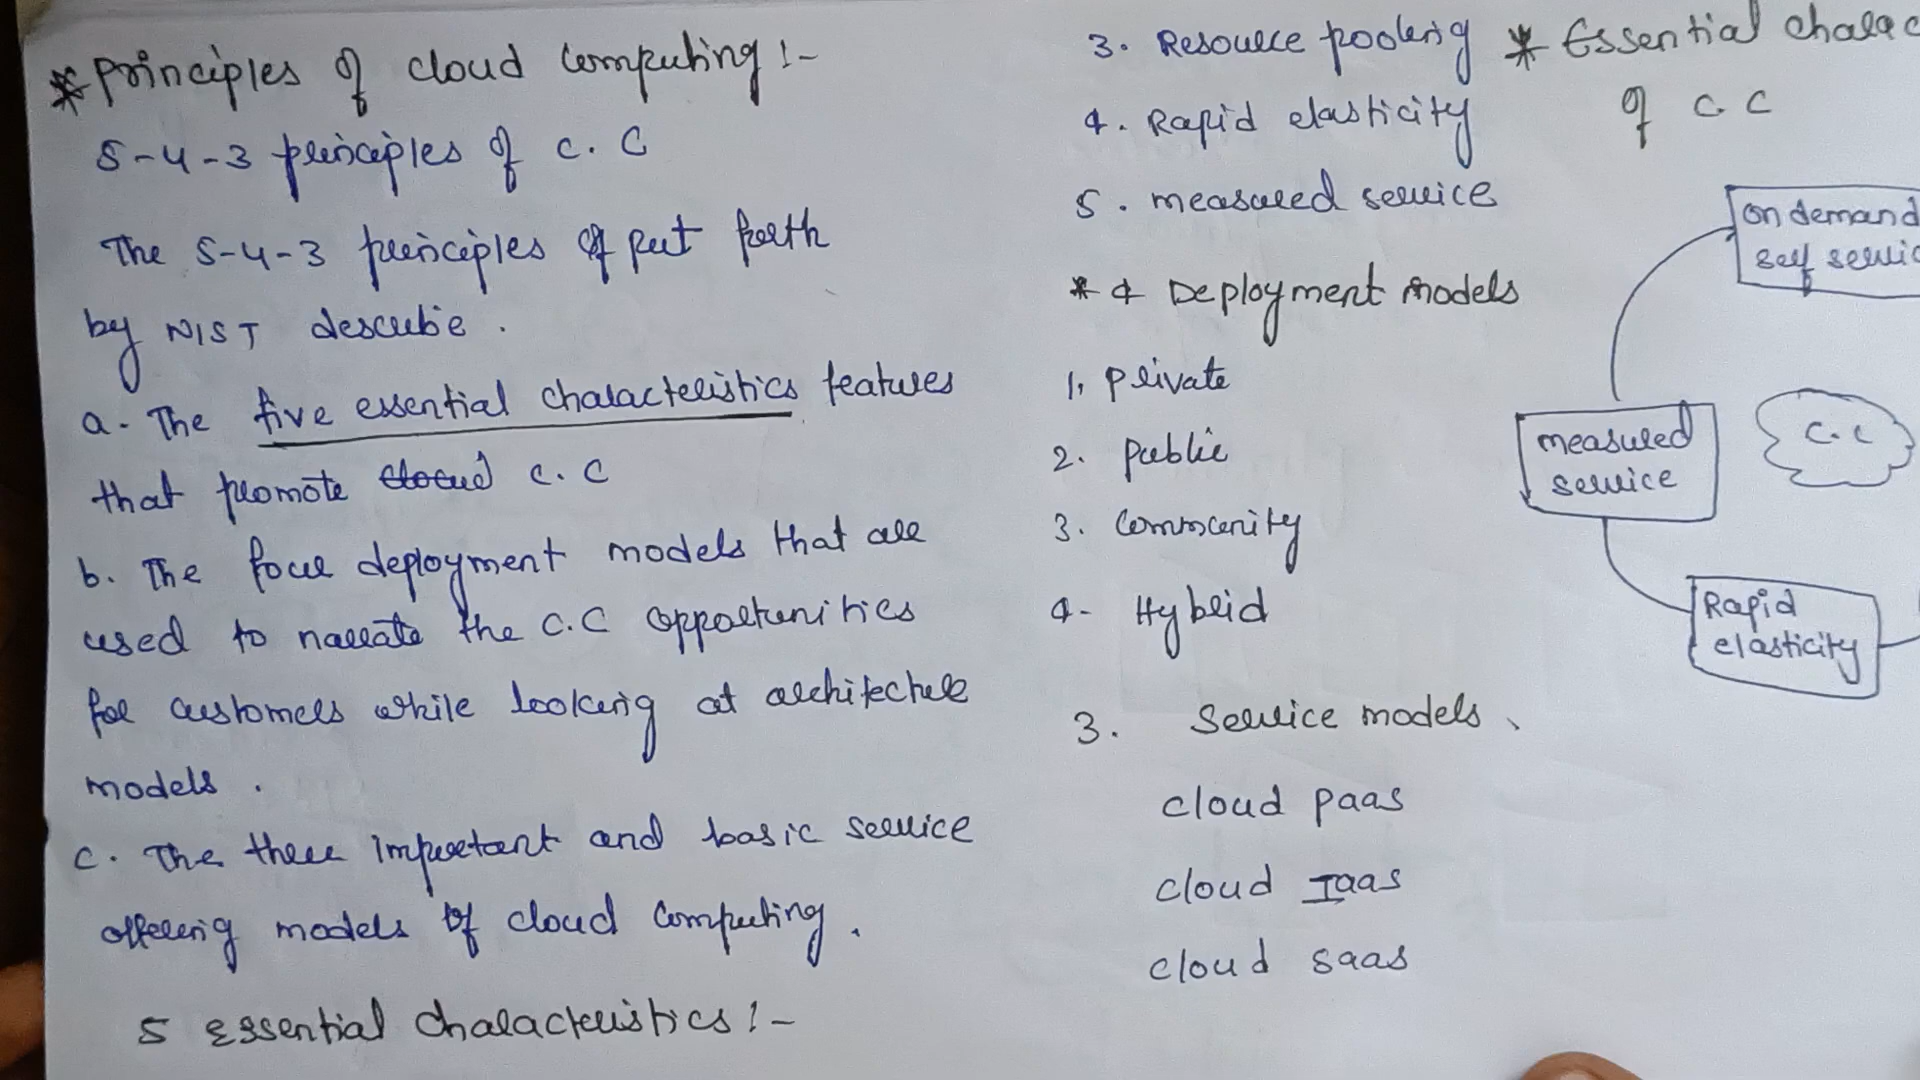 * Principles of cloud Computing :-
5-4-3 principles of c.c
The 5-4-3 principles of put forth
by NIST describe.
a. The five essential characteristics features
that promote cloud c.c
b. The four deployment models that are
used to narrate the c.c opportunities
for customers while looking at architecture
models.
c. The three important and basic service
offering models of cloud Computing.
5 essential characteristics :-
3. Resource pooling
4. Rapid elasticity
5. measured service
* 4 Deployment models
1, private
2. public
3. Community
4- Hybrid
3. Service models
cloud paas
cloud Iaas
cloud saas
* Essential charac
of c.c
on demand
self servic
measured
service
C.C
Rapid
elasticity